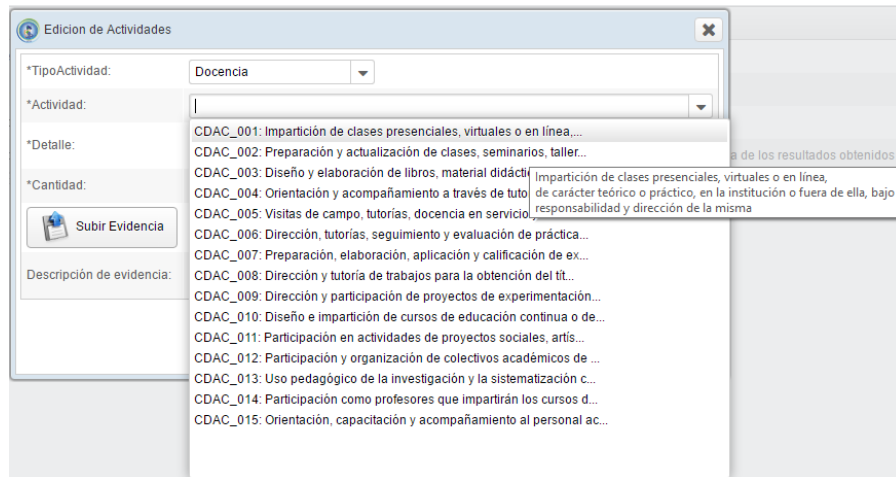 Edicion de Actividades
*TipoActividad:
Docencia
*Actividad:
CDAC_001: Impartición de clases presenciales, virtuales o en línea,...
CDAC_002: Preparación y actualización de clases, seminarios, taller...
*Detalle:
a de los resultados obtenidos
CDAC_003: Diseño y elaboración de libros, material didácti
Impartición de clases presenciales, virtuales o en línea,
de carácter teórico o práctico, en la institución o fuera de ella, bajo
responsabilidad y dirección de la misma
*Cantidad:
CDAC_004: Orientación y acompañamiento a través de tuto
CDAC_005: Visitas de campo, tutorías, docencia en servicio,
Subir Evidencia
CDAC_006: Dirección, tutorías, seguimiento y evaluación de práctica...
CDAC_007: Preparación, elaboración, aplicación y calificación de ex...
Descripción de evidencia:
CDAC_008: Dirección y tutoría de trabajos para la obtención del tít...
CDAC_009: Dirección y participación de proyectos de experimentación...
CDAC_010: Diseño e impartición de cursos de educación continua o de...
CDAC_011: Participación en actividades de proyectos sociales, artís...
CDAC_012: Participación y organización de colectivos académicos de ...
CDAC_013: Uso pedagógico de la investigación y la sistematización c...
CDAC_014: Participación como profesores que impartirán los cursos d...
CDAC_015: Orientación, capacitación y acompañamiento al personal ac...